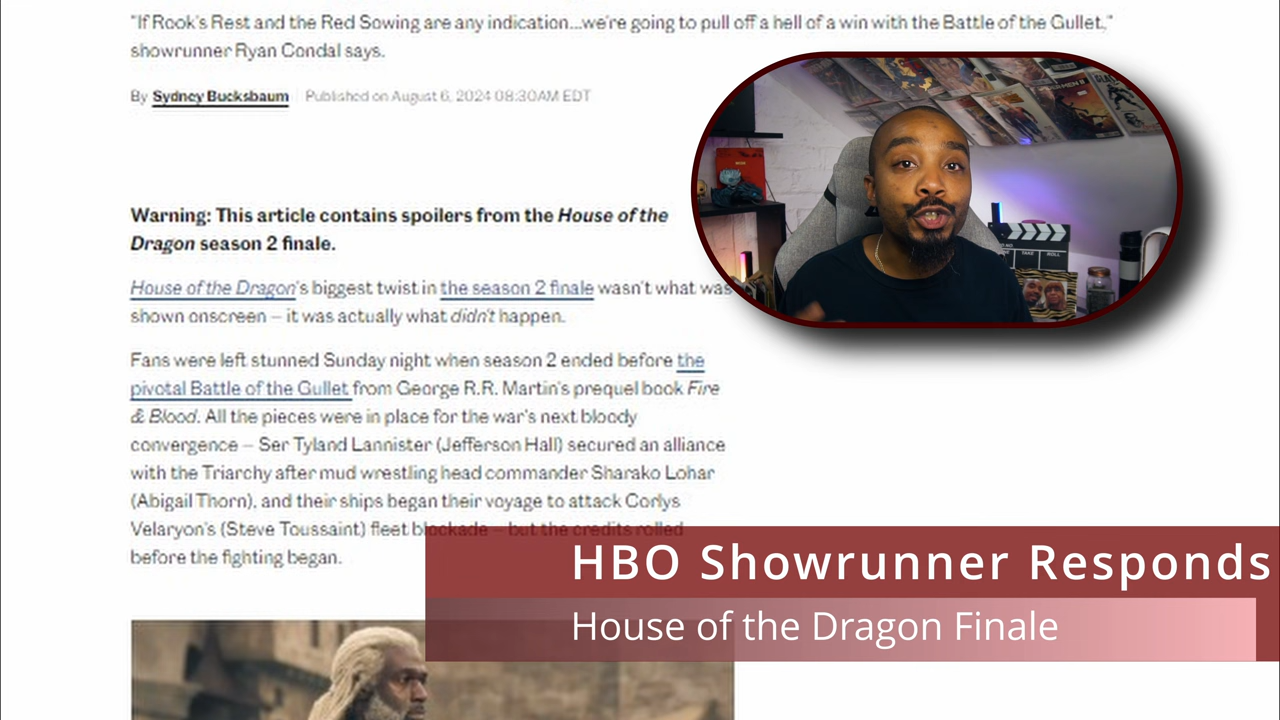 "If Rook's Rest and the Red Sowing are any indication...we're going to pull off a hell of a win with the Battle of the Gullet,"
showrunner Ryan Condal says.
By Sydney Bucksbaum Published on August 6, 2024 08:30AM EDT
Warning: This article contains spoilers from the House of the
Dragon season 2 finale.
House of the Dragon's biggest twist in the season 2 finale wasn't what was
shown onscreen – it was actually what didn't happen.
Fans were left stunned Sunday night when season 2 ended before the
pivotal Battle of the Gullet from George R.R. Martin's prequel book Fire
& Blood. All the pieces were in place for the war's next bloody
convergence – Ser Tyland Lannister (Jefferson Hall) secured an alliance
with the Triarchy after mud wrestling head commander Sharako Lohar
(Abigail Thorn), and their ships began their voyage to attack Corlys
Velaryon's (Steve Toussaint) fleet blockade – but the credits rolled
before the fighting began.
HBO Showrunner Responds
House of the Dragon Finale
TAKE ROLL